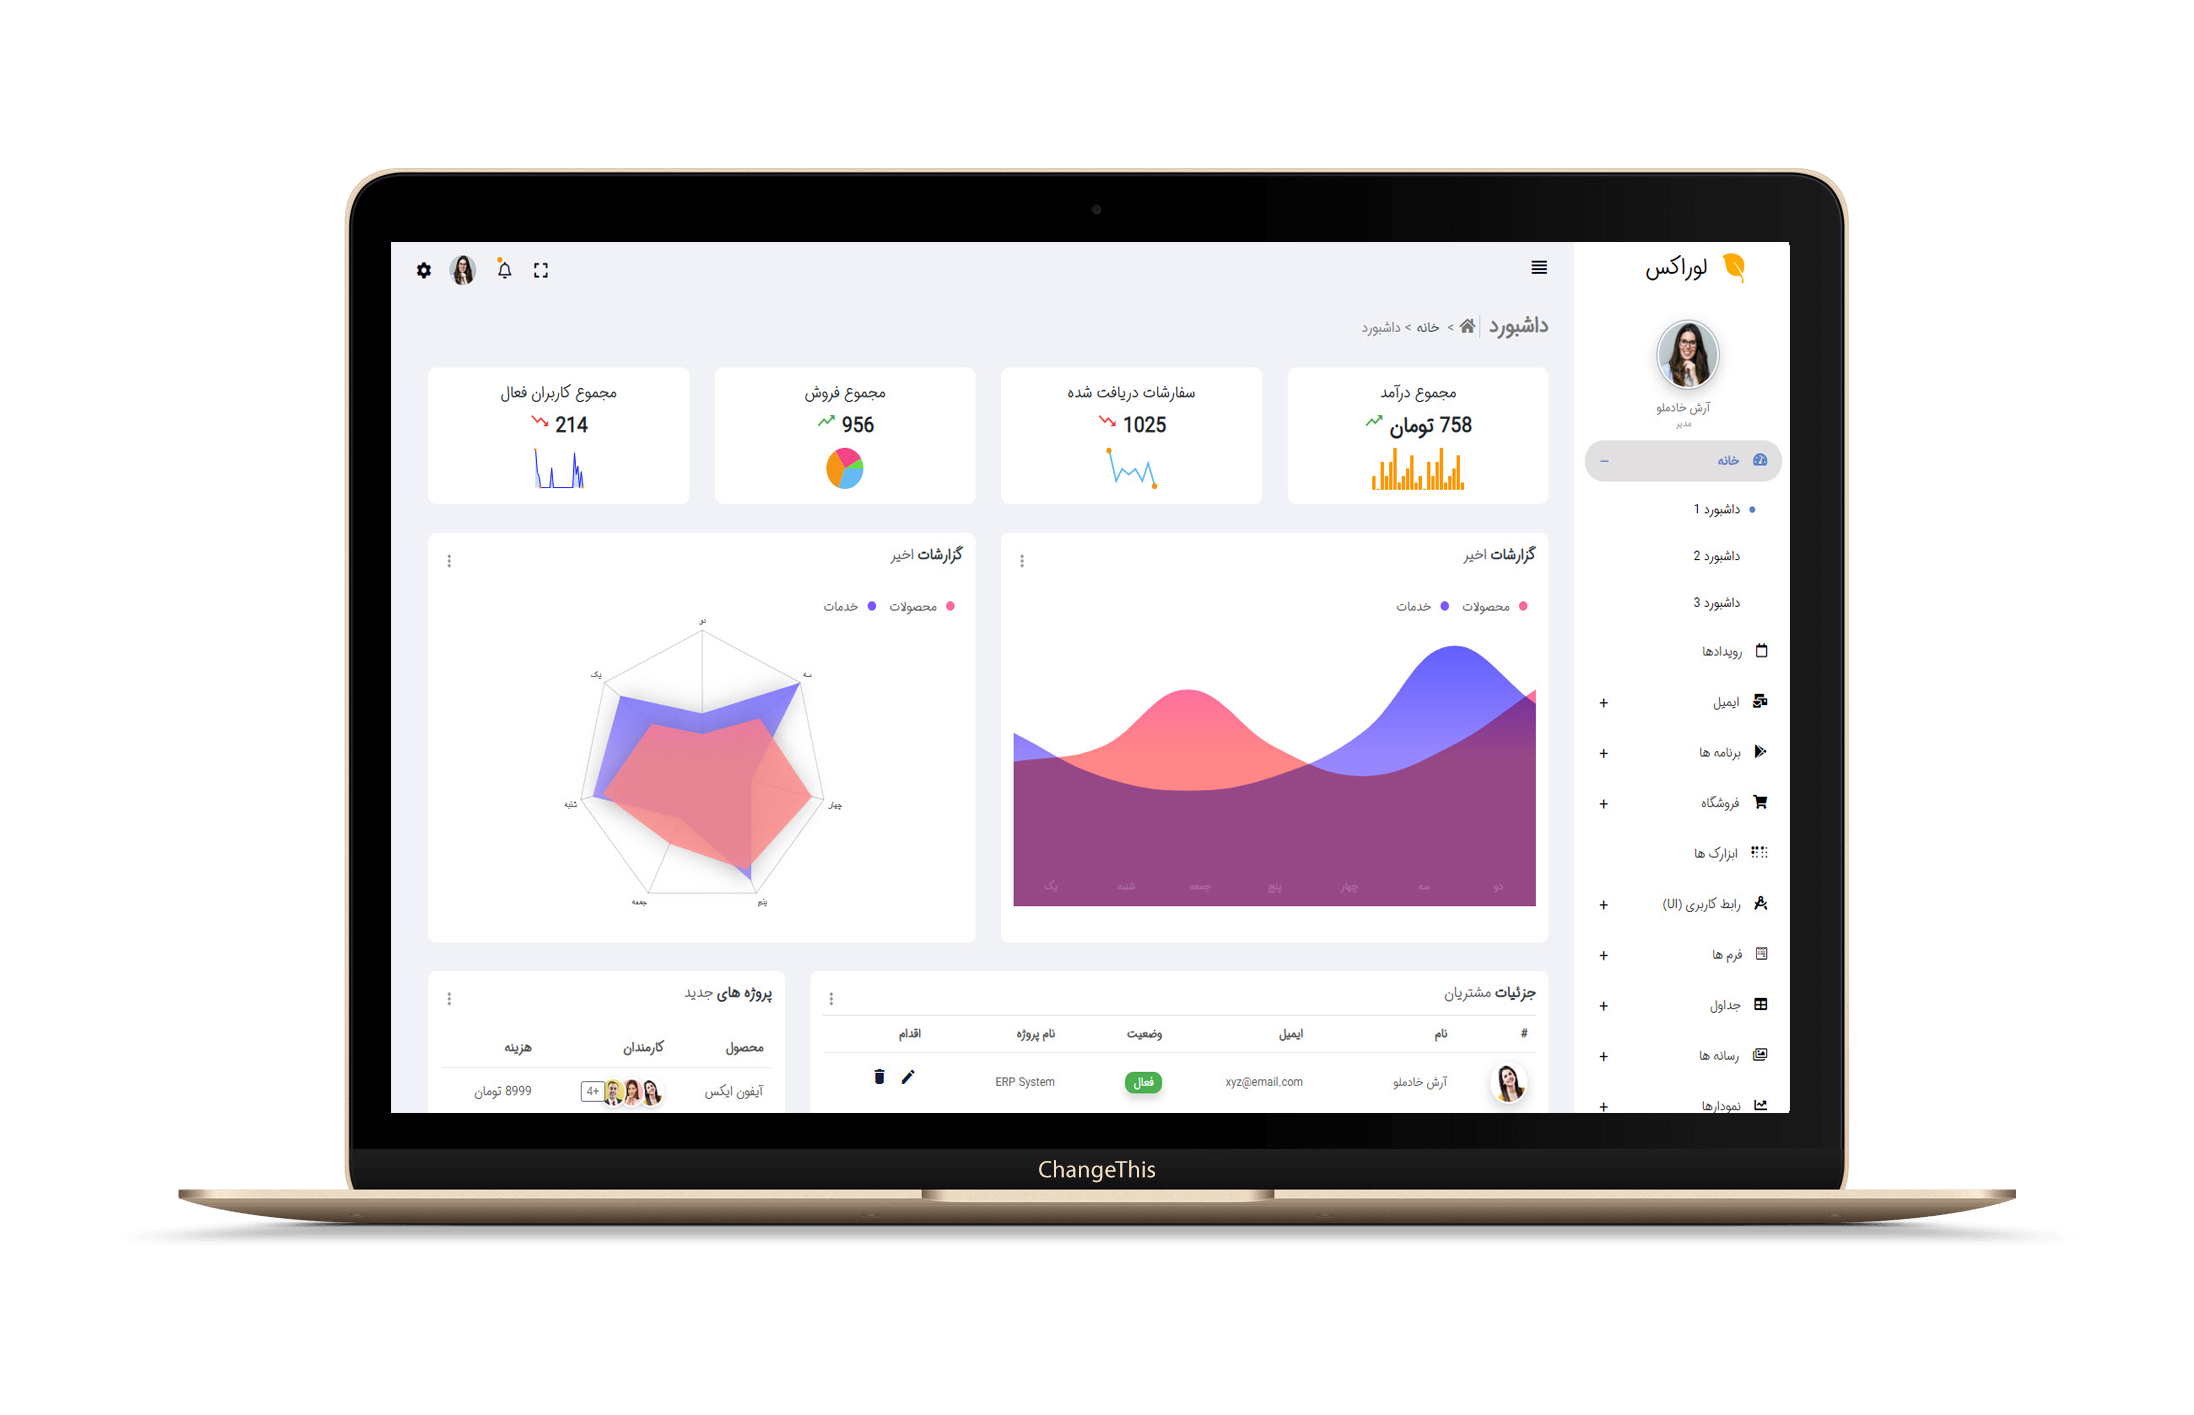 لوراکس
آرش خادملو
مدیر
خانه
داشبورد 1
داشبورد 2
داشبورد 3
رویدادها
ایمیل
برنامه ها
فروشگاه
ابزارک ها
رابط کاربری (UI)
فرم ها
جداول
رسانه ها
نمودارها
داشبورد
خانه > داشبورد
مجموع درآمد
758 تومان
سفارشات دریافت شده
1025
مجموع فروش
956
مجموع کاربران فعال
214
گزارشات اخیر
محصولات خدمات
دو سه چهار پنج جمعه شنبه یک
گزارشات اخیر
محصولات خدمات
دو
سه
چهار
پنج
جمعه
شنبه
یک
جزئیات مشتریان
# نام ایمیل وضعیت نام پروژه اقدام
آرش خادملو xyz@email.com فعال ERP System
پروژه های جدید
محصول کارمندان هزینه
آیفون ایکس 4+ 8999 تومان
ChangeThis